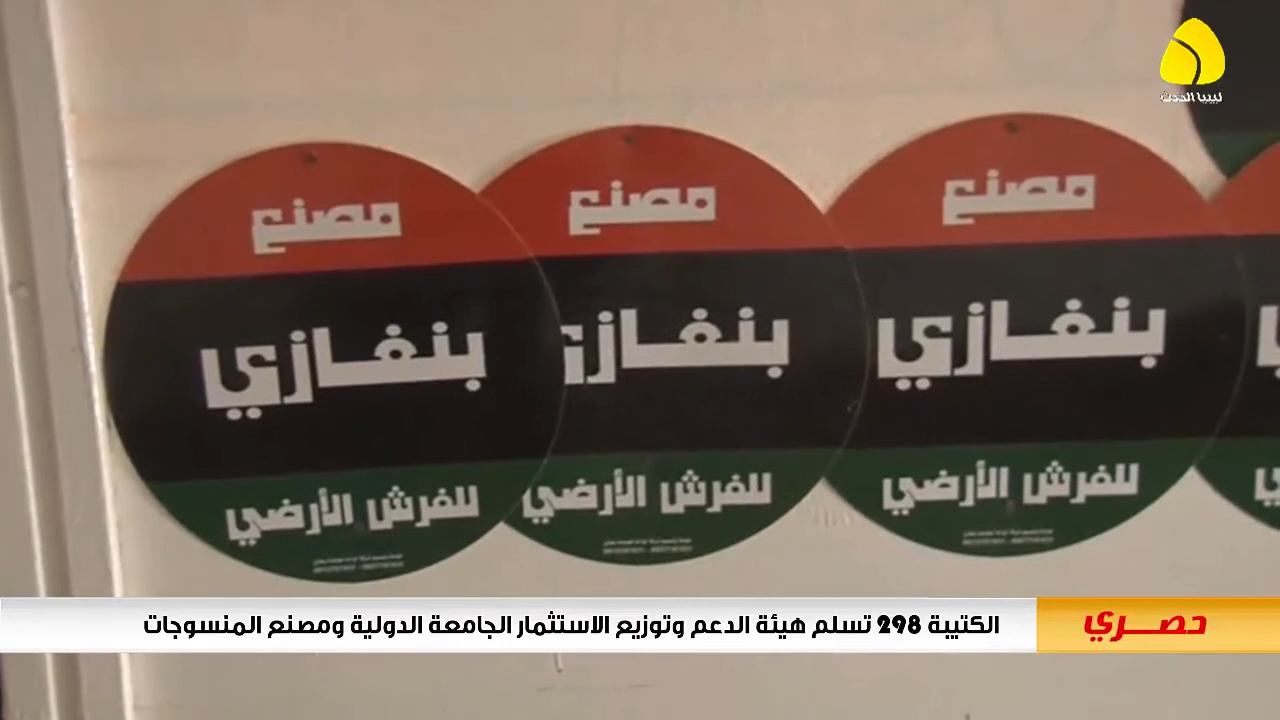 ليبيا الحدث
مصنع
بنغازي
للفرش الأرضي
مصنع
بنغازي
للفرش الأرضي
مصنع
بنغازي
للفرش الأرضي
حصــري
الكتيبة 298 تسلم هيئة الدعم وتوزيع الاستثمار الجامعة الدولية ومصنع المنسوجات